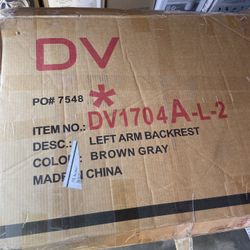 DV
PO# 7548 *
ITEM NO.: DV1704A-L-2
DESC.: LEFT ARM BACKREST
COLOR: BROWN GRAY
MADE IN CHINA